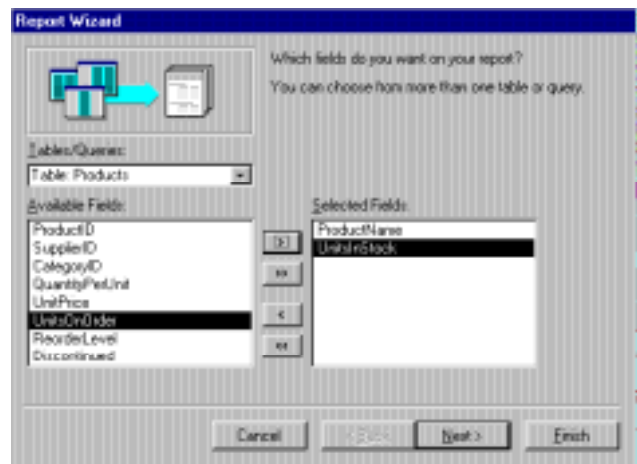 Report Wizard
Which fields do you want on your report?
You can choose from more than one table or query.
Tables/Queries:
Table: Products
Available Fields:
Selected Fields:
ProductID
SupplierID
CategoryID
QuantityPerUnit
UnitPrice
UnitsOnOrder
ReorderLevel
Discontinued
>
>>
<
<<
ProductName
UnitsInStock
Cancel
< Back
Next >
Finish